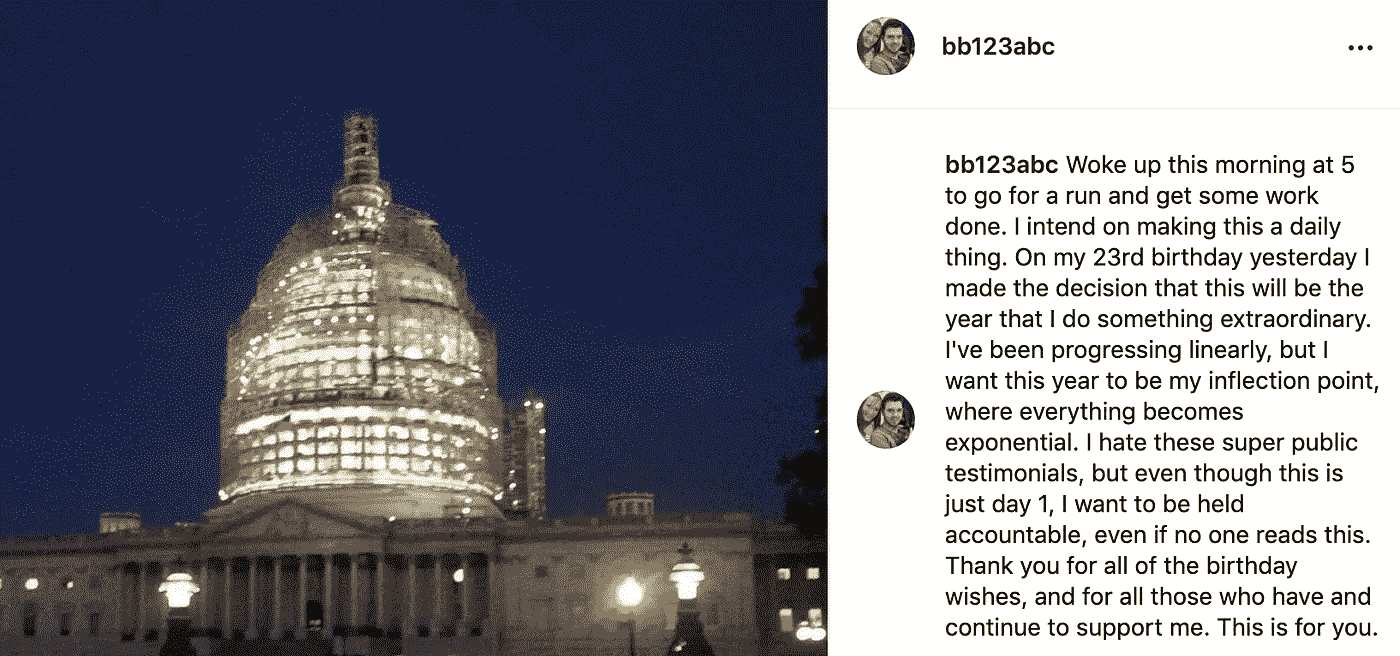 bb123abc
bb123abc Woke up this morning at 5
to go for a run and get some work
done. I intend on making this a daily
thing. On my 23rd birthday yesterday I
made the decision that this will be the
year that I do something extraordinary.
I've been progressing linearly, but I
want this year to be my inflection point,
where everything becomes
exponential. I hate these super public
testimonials, but even though this is
just day 1, I want to be held
accountable, even if no one reads this.
Thank you for all of the birthday
wishes, and for all those who have and
continue to support me. This is for you.